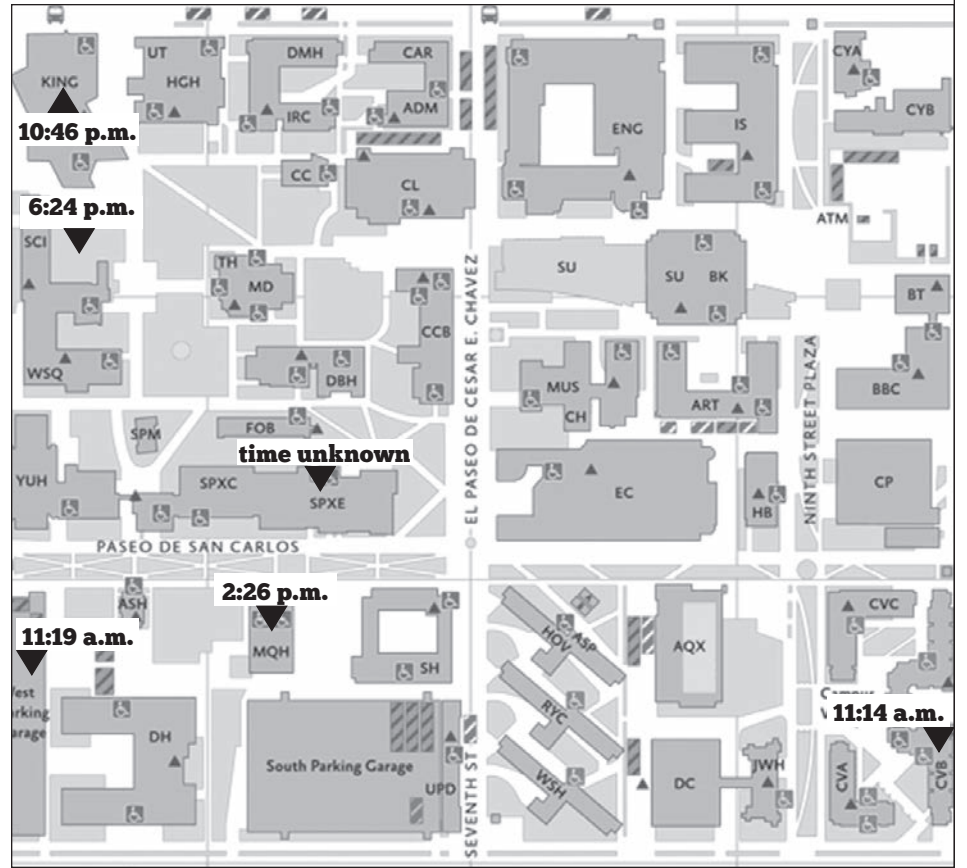 UT
DMH
CAR
CYA
KING
HGH
IRC
ADM
CYB
10:46 p.m.
ENG
IS
CC
CL
6:24 p.m.
ATM
SCI
TH
MD
SU
SU
BK
BT
CCB
EL PASEO DE CESAR E. CHAVEZ
WSQ
DBH
MUS
CH
ART
NINTH STREET PLAZA
BBC
SPM
FOB
time unknown
YUH
SPXC
SPXE
EC
HB
CP
PASEO DE SAN CARLOS
2:26 p.m.
ASH
CVC
11:19 a.m.
MQH
SH
HOV
ASP
AQX
11:14 a.m.
RYC
DH
South Parking Garage
UPD
SEVENTH ST
WSH
DC
JWH
CVA
CVB